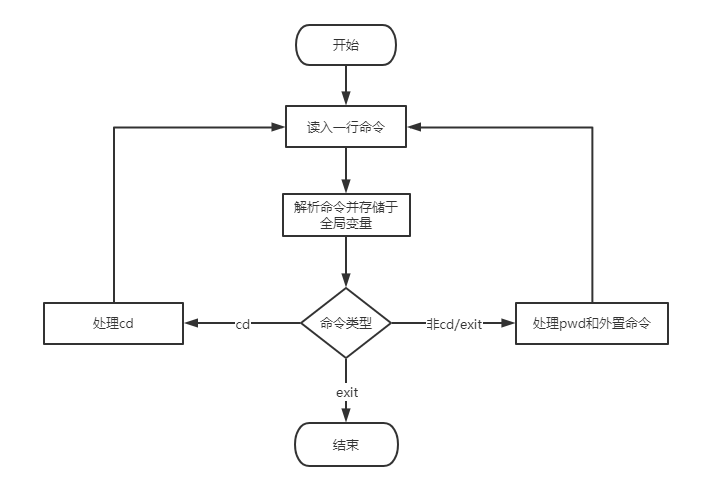 开始
读入一行命令
解析命令并存储于
全局变量
处理cd
cd
命令类型
非cd/exit
处理pwd和外置命令
exit
结束